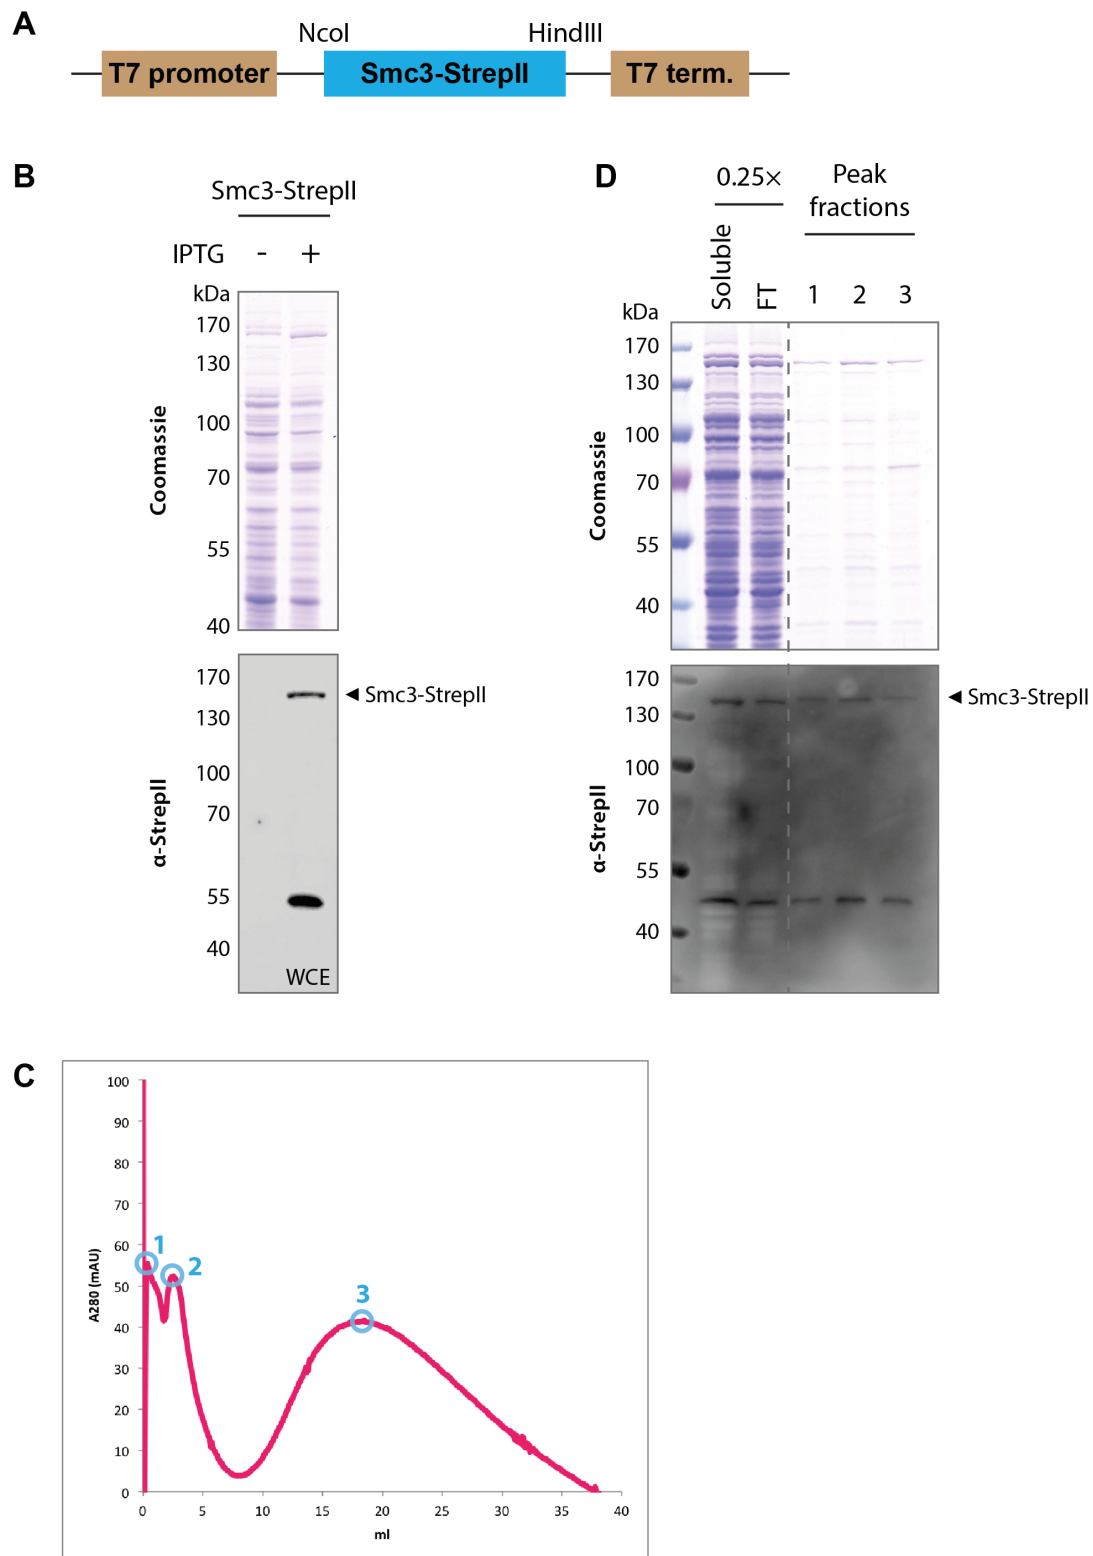 A
NcoI HindIII
T7 promoter Smc3-StrepII T7 term.
B
Smc3-StrepII
IPTG - +
kDa
170
130
100
70
55
40
Coomassie
170
130
100
70
55
40
α-StrepII
◄ Smc3-StrepII
WCE
D
0.25× Peak fractions
Soluble FT 1 2 3
kDa
170
130
100
70
55
40
Coomassie
170
130
100
70
55
40
α-StrepII
◄ Smc3-StrepII
C
100
90
80
70
60
50
40
30
20
10
0
A280 (mAU)
1
2
3
0 5 10 15 20 25 30 35 40
ml